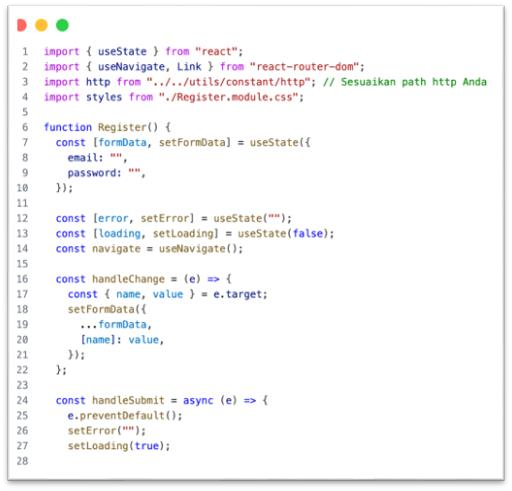 1 import { useState } from "react";
2 import { useNavigate, Link } from "react-router-dom";
3 import http from "../../utils/constant/http"; // Sesuaikan path http Anda
4 import styles from "./Register.module.css";
5
6 function Register() {
7   const [formData, setFormData] = useState({
8     email: "",
9     password: "",
10   });
11
12   const [error, setError] = useState("");
13   const [loading, setLoading] = useState(false);
14   const navigate = useNavigate();
15
16   const handleChange = (e) => {
17     const { name, value } = e.target;
18     setFormData({
19       ...formData,
20       [name]: value,
21     });
22   };
23
24   const handleSubmit = async (e) => {
25     e.preventDefault();
26     setError("");
27     setLoading(true);
28